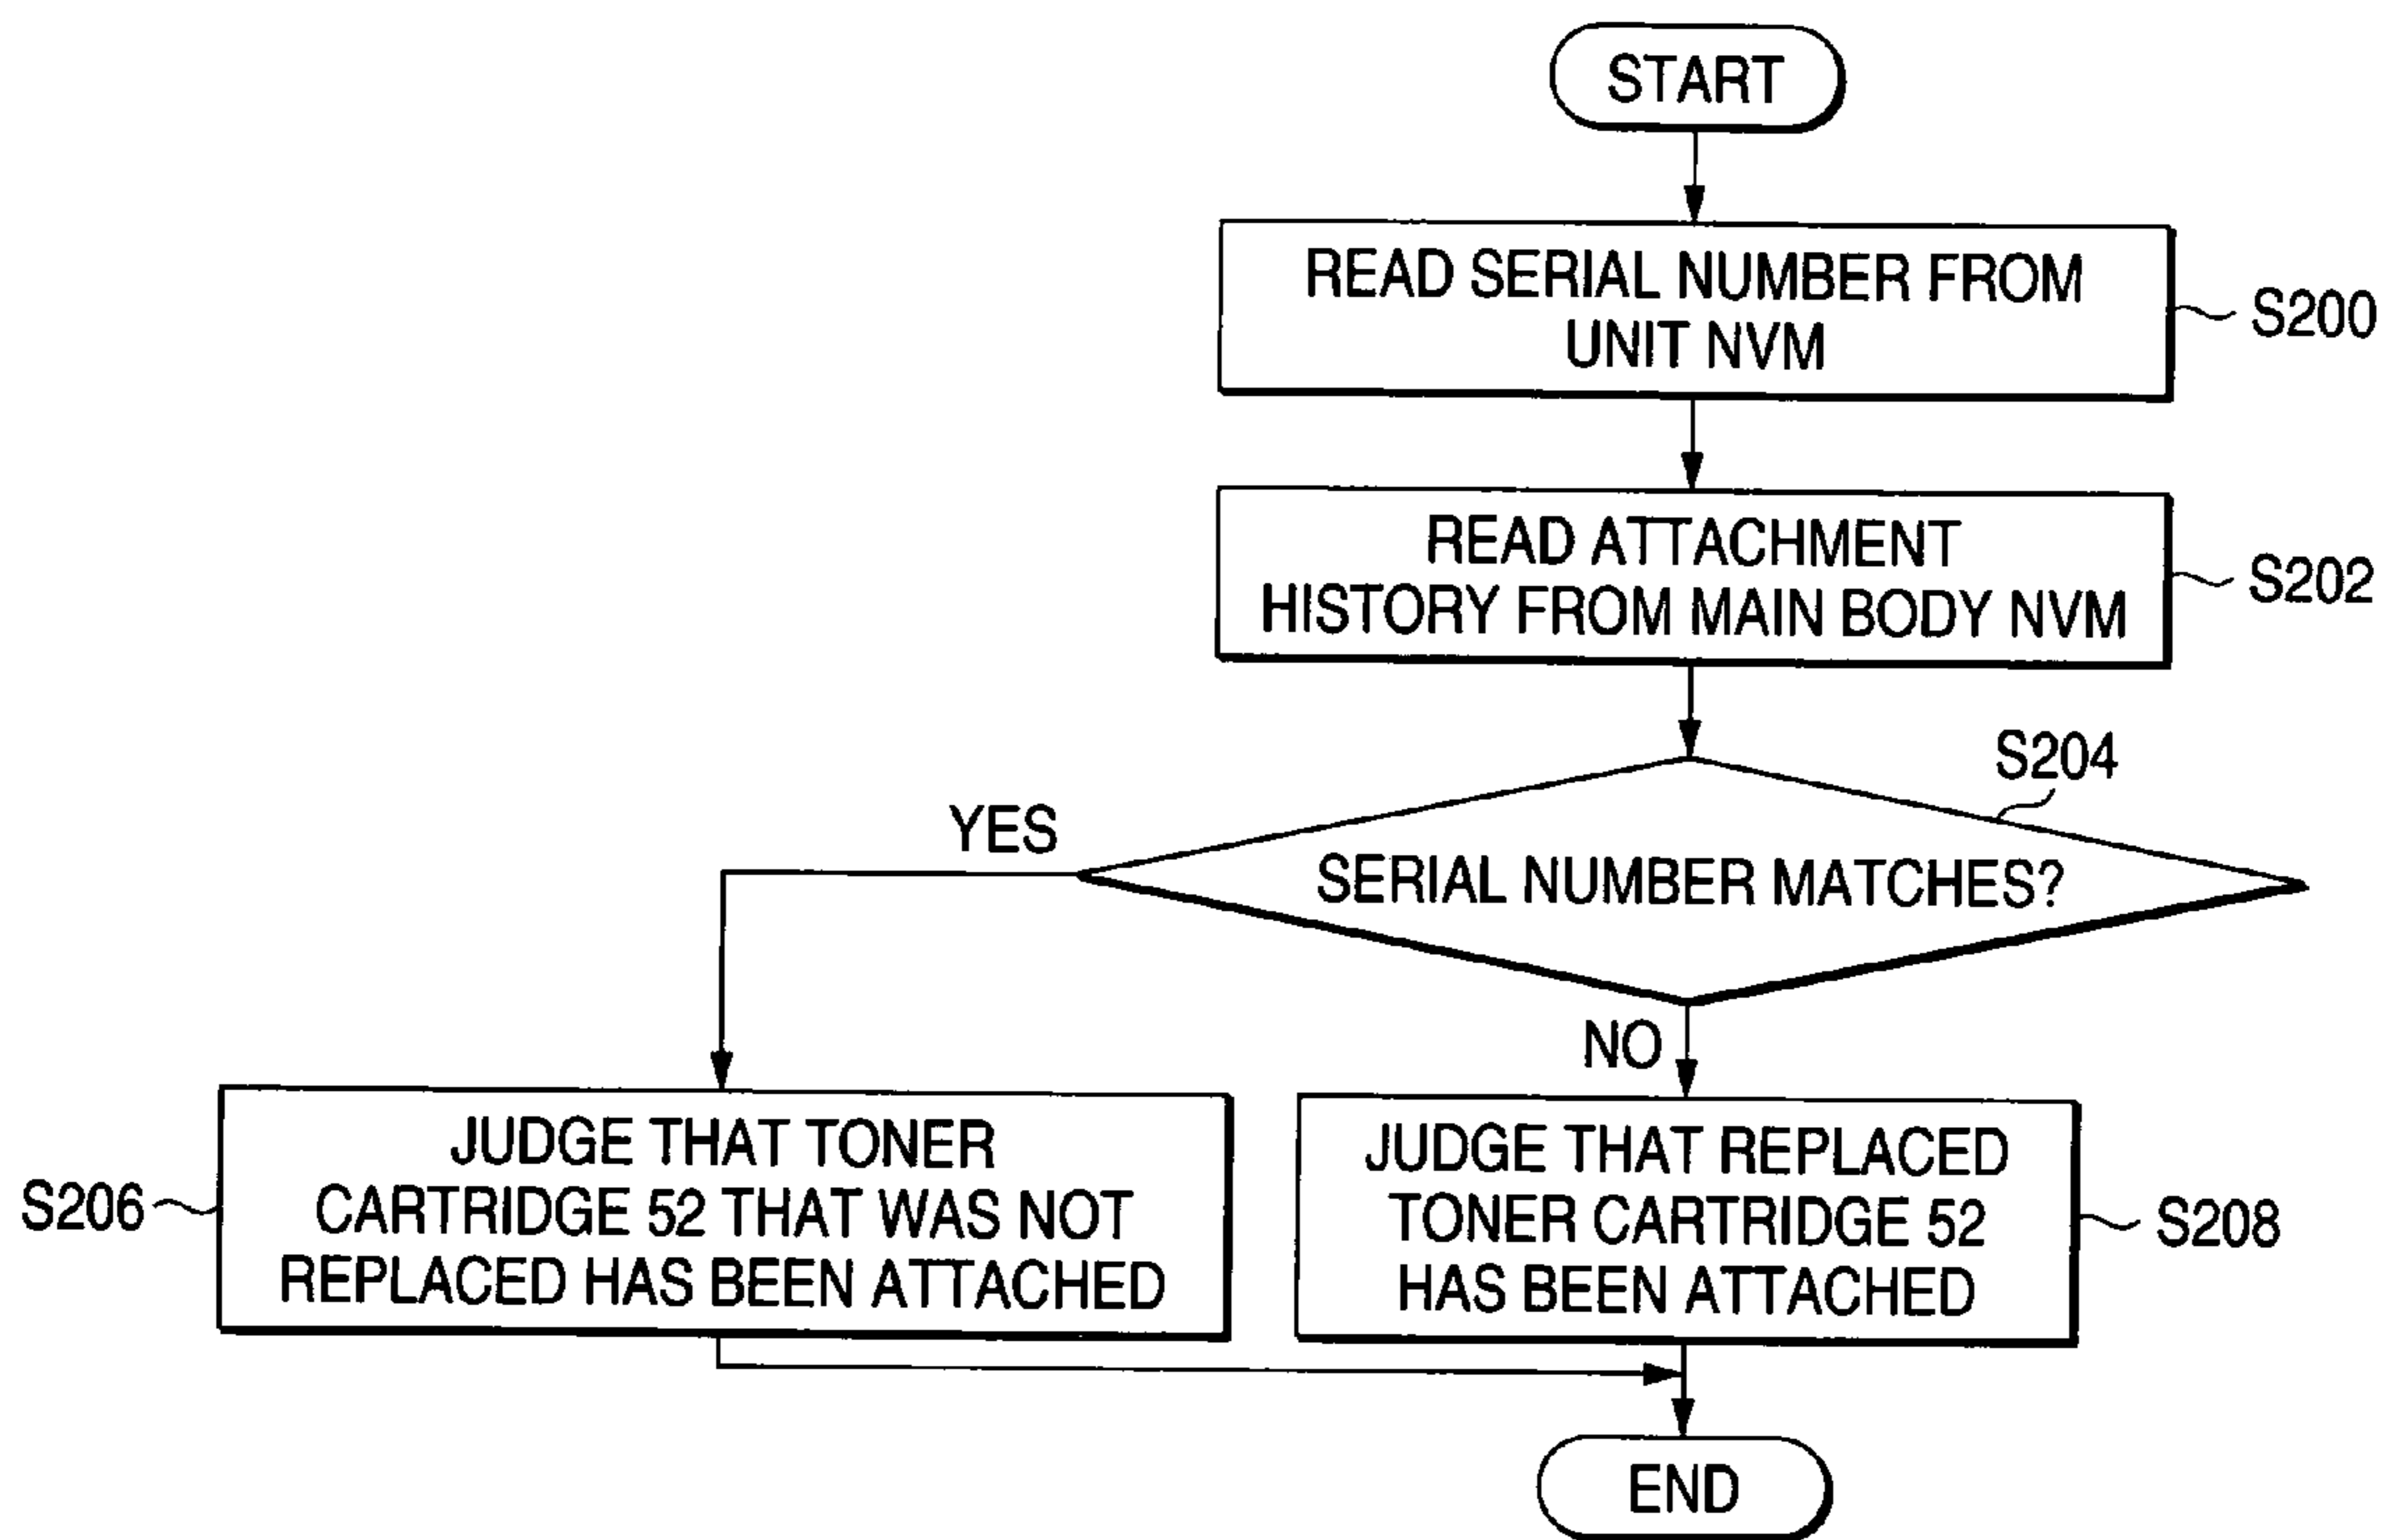 START
READ SERIAL NUMBER FROM
UNIT NVM
S200
READ ATTACHMENT
HISTORY FROM MAIN BODY NVM
S202
S204
YES
SERIAL NUMBER MATCHES?
NO
JUDGE THAT TONER
CARTRIDGE 52 THAT WAS NOT
REPLACED HAS BEEN ATTACHED
S206
JUDGE THAT REPLACED
TONER CARTRIDGE 52
HAS BEEN ATTACHED
S208
END